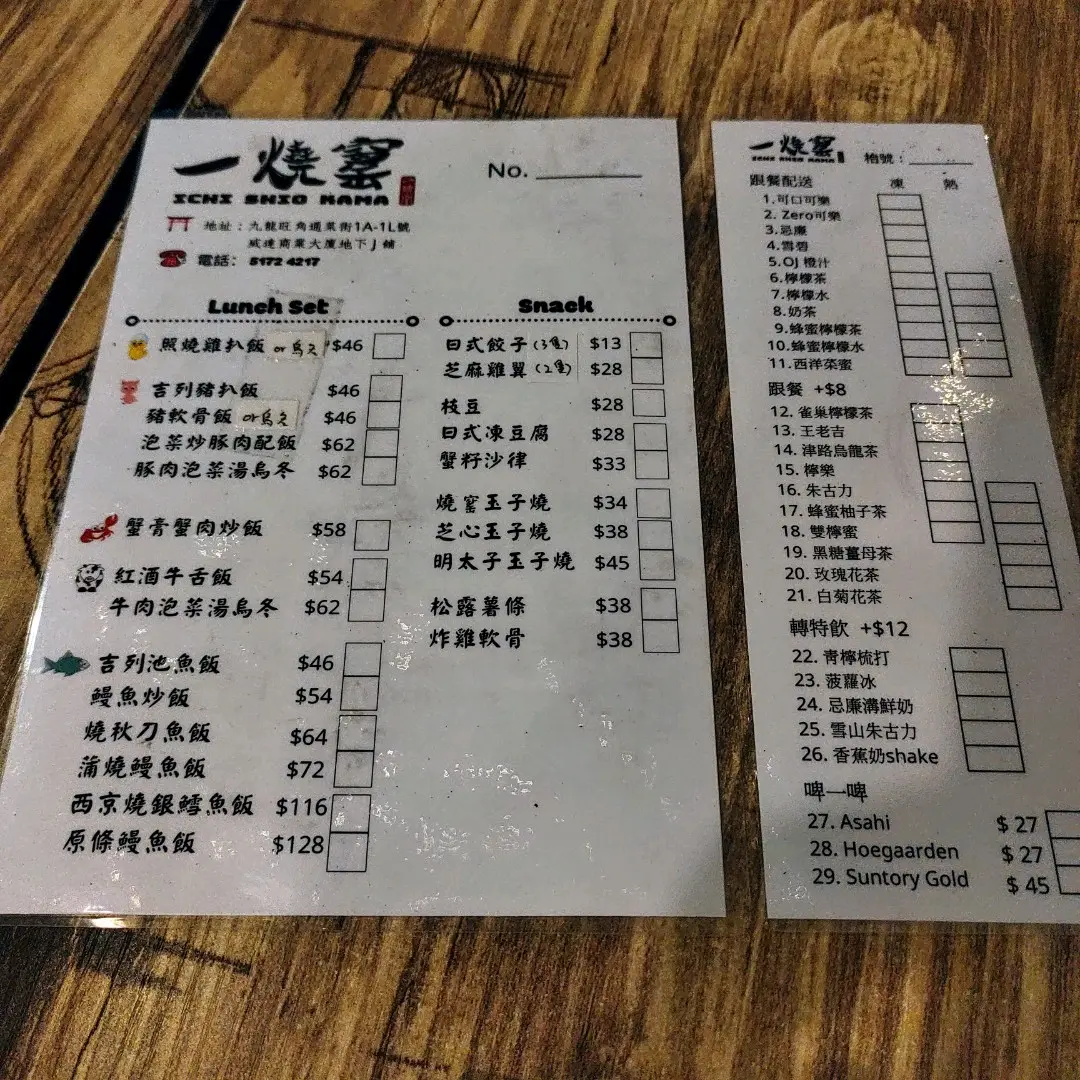 一燒窰
ICHI SHIO KAMA
No.
地址：九龍旺角通菜街1A-1L號
威達商業大廈地下J鋪
電話： 5172 4217
Lunch Set
照燒雞扒飯 or 烏冬 $46
吉列豬扒飯 $46
豬軟骨飯 or 烏冬 $46
泡菜炒豚肉配飯 $62
豚肉泡菜湯烏冬 $62
蟹膏蟹肉炒飯 $58
紅酒牛舌飯 $54
牛肉泡菜湯烏冬 $62
吉列池魚飯 $46
鰻魚炒飯 $54
燒秋刀魚飯 $64
蒲燒鰻魚飯 $72
西京燒銀鱈魚飯 $116
原條鰻魚飯 $128
Snack
日式餃子(3隻) $13
芝麻雞翼(2隻) $28
枝豆 $28
日式凍豆腐 $28
蟹籽沙律 $33
燒窰玉子燒 $34
芝心玉子燒 $38
明太子玉子燒 $45
松露薯條 $38
炸雞軟骨 $38
一燒窰
ICHI SHIO KAMA
枱號：
跟餐配送 凍 熱
1.可口可樂
2. Zero可樂
3.忌廉
4.雪碧
5.OJ 橙汁
6.檸檬茶
7.檸檬水
8.奶茶
9.蜂蜜檸檬茶
10.蜂蜜檸檬水
11.西洋菜蜜
跟餐 +$8
12. 雀巢檸檬茶
13. 王老吉
14. 津路烏龍茶
15. 檸樂
16. 朱古力
17. 蜂蜜柚子茶
18. 雙檸蜜
19. 黑糖薑母茶
20. 玫瑰花茶
21. 白菊花茶
轉特飲 +$12
22. 青檸梳打
23. 菠蘿冰
24. 忌廉溝鮮奶
25. 雪山朱古力
26. 香蕉奶shake
啤一啤
27. Asahi $ 27
28. Hoegaarden $ 27
29. Suntory Gold $ 45